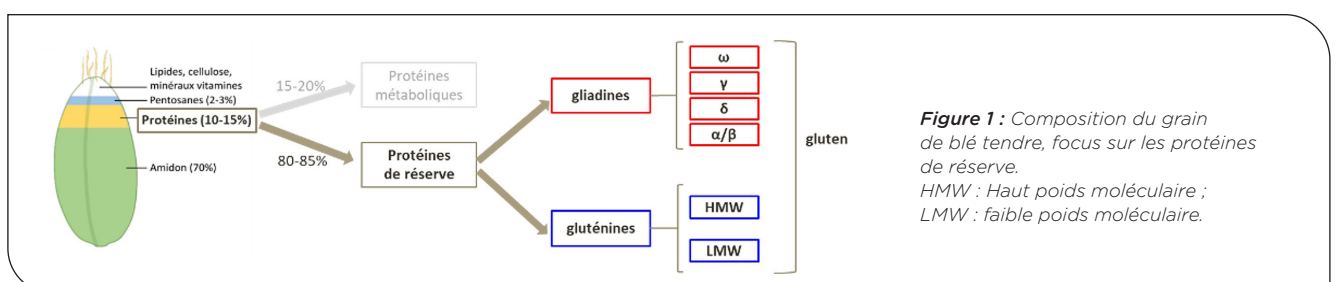 Lipides, cellulose,
minéraux vitamines
Pentosanes (2-3%)
Protéines (10-15%)
Amidon (70%)
15-20%
80-85%
Protéines
métaboliques
Protéines
de réserve
gliadines
gluténines
ω
γ
δ
α/β
HMW
LMW
gluten
Figure 1 : Composition du grain
de blé tendre, focus sur les protéines
de réserve.
HMW : Haut poids moléculaire ;
LMW : faible poids moléculaire.